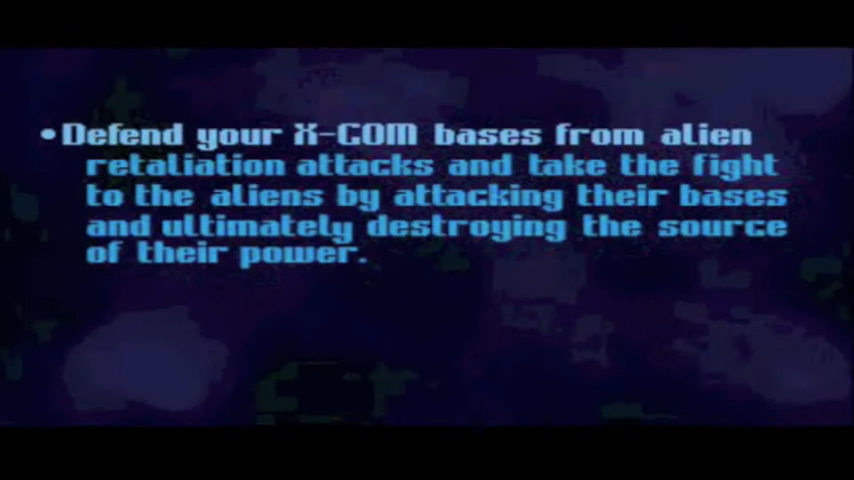 •Defend your X-COM bases from alien
retaliation attacks and take the fight
to the aliens by attacking their bases
and ultimately destroying the source
of their power.